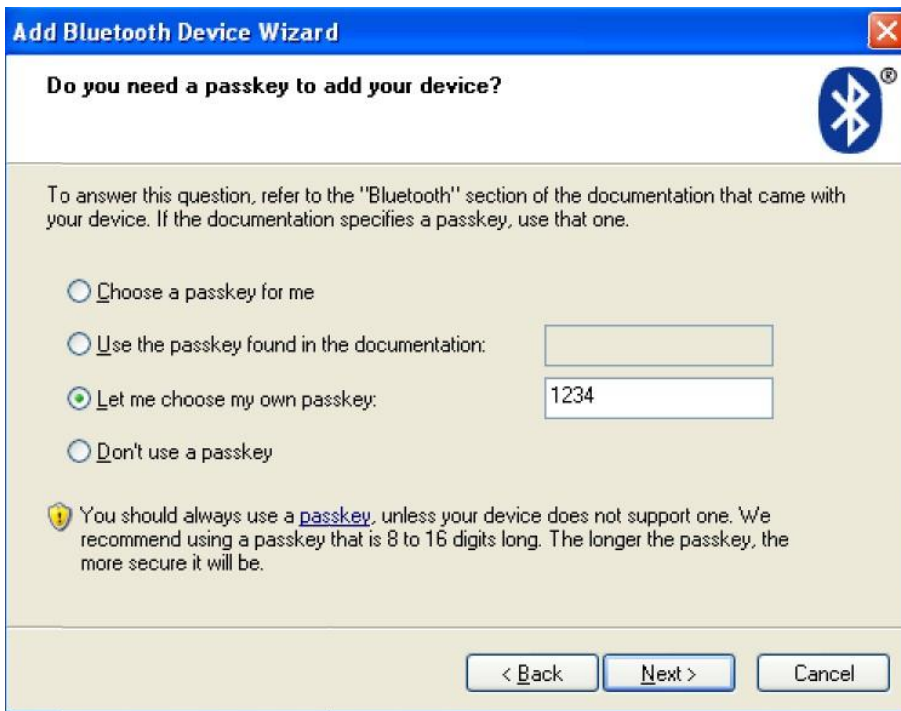 Add Bluetooth Device Wizard
Do you need a passkey to add your device?
®
To answer this question, refer to the "Bluetooth" section of the documentation that came with
your device. If the documentation specifies a passkey, use that one.
Choose a passkey for me
Use the passkey found in the documentation:
Let me choose my own passkey: 1234
Don't use a passkey
You should always use a passkey, unless your device does not support one. We
recommend using a passkey that is 8 to 16 digits long. The longer the passkey, the
more secure it will be.
< Back Next > Cancel